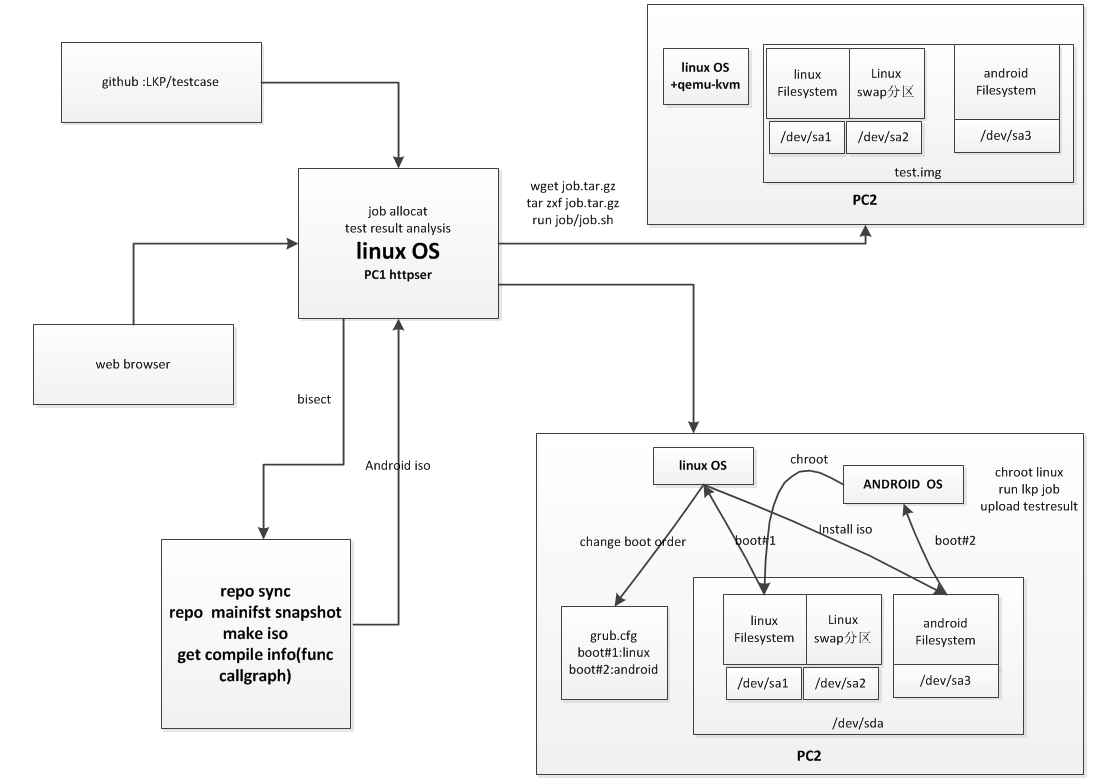 github :LKP/testcase
job allocat
test result analysis
linux OS
PC1 httpser
web browser
bisect
Android iso
repo sync
repo mainifst snapshot
make iso
get compile info(func
callgraph)
wget job.tar.gz
tar zxf job.tar.gz
run job/job.sh
linux OS
+qemu-kvm
linux
Filesystem
Linux
swap分区
android
Filesystem
/dev/sa1
/dev/sa2
/dev/sa3
test.img
PC2
linux OS
chroot
ANDROID OS
chroot linux
run lkp job
upload testresult
change boot order
boot#1
Install iso
boot#2
grub.cfg
boot#1:linux
boot#2:android
linux
Filesystem
Linux
swap分区
android
Filesystem
/dev/sa1
/dev/sa2
/dev/sa3
/dev/sda
PC2